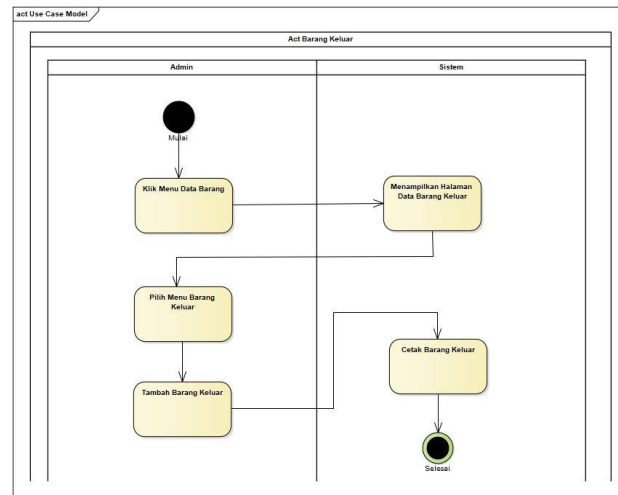 act Use Case Model
Act Barang Keluar
Admin
Sistem
Mulai
Klik Menu Data Barang
Menampilkan Halaman
Data Barang Keluar
Pilih Menu Barang
Keluar
Cetak Barang Keluar
Tambah Barang Keluar
Selesai